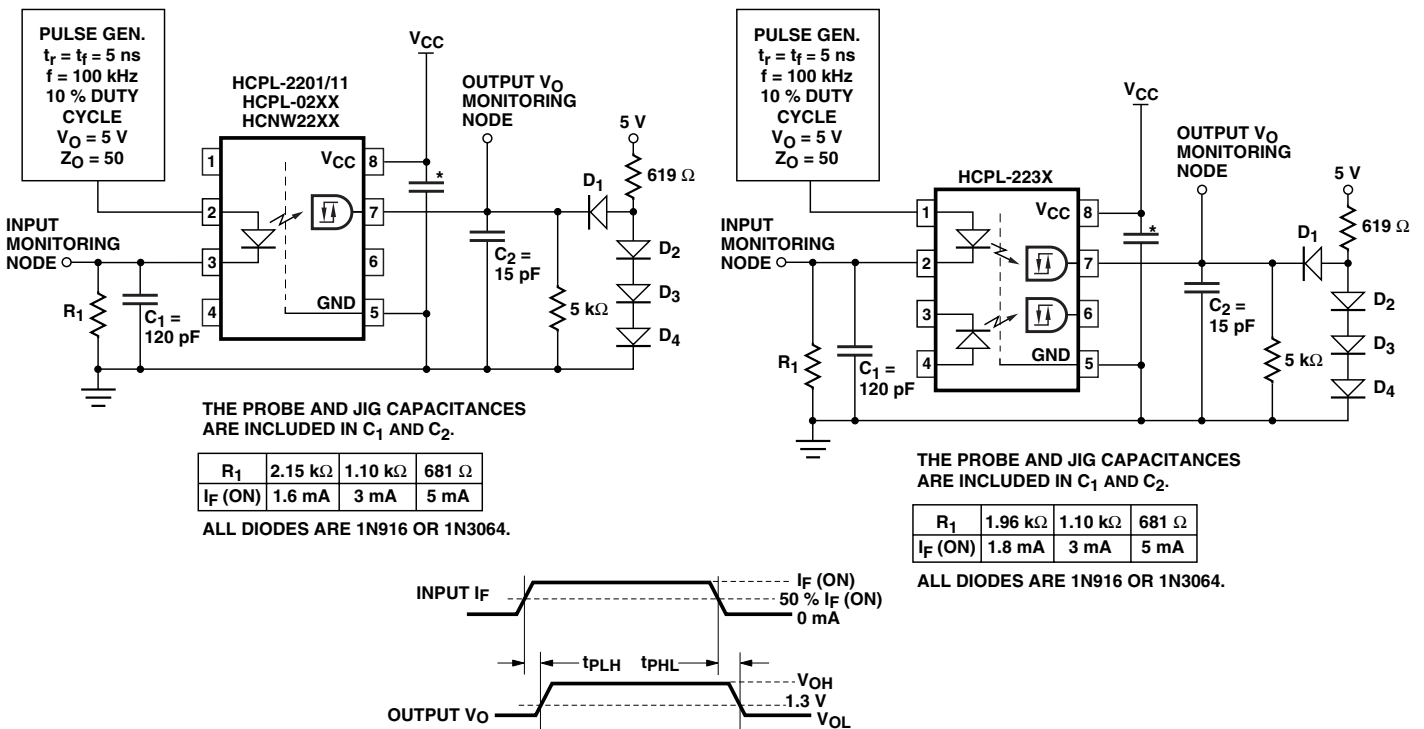 PULSE GEN.
tr = tf = 5 ns
f = 100 kHz
10 % DUTY
CYCLE
VO = 5 V
ZO = 50
HCPL-2201/11
HCPL-02XX
HCNW22XX
VCC
OUTPUT VO
MONITORING
NODE
5 V
619 Ω
D1
D2
D3
D4
1
2
3
4
VCC
8
7
6
GND
5
*
INPUT
MONITORING
NODE
R1
C1 =
120 pF
C2 =
15 pF
5 kΩ
THE PROBE AND JIG CAPACITANCES
ARE INCLUDED IN C1 AND C2.
R1 2.15 kΩ 1.10 kΩ 681 Ω
IF (ON) 1.6 mA 3 mA 5 mA
ALL DIODES ARE 1N916 OR 1N3064.
PULSE GEN.
tr = tf = 5 ns
f = 100 kHz
10 % DUTY
CYCLE
VO = 5 V
ZO = 50
HCPL-223X
VCC
OUTPUT VO
MONITORING
NODE
5 V
619 Ω
D1
D2
D3
D4
1
2
3
4
VCC
8
7
6
GND
5
*
INPUT
MONITORING
NODE
R1
C1 =
120 pF
C2 =
15 pF
5 kΩ
THE PROBE AND JIG CAPACITANCES
ARE INCLUDED IN C1 AND C2.
R1 1.96 kΩ 1.10 kΩ 681 Ω
IF (ON) 1.8 mA 3 mA 5 mA
ALL DIODES ARE 1N916 OR 1N3064.
INPUT IF
IF (ON)
50 % IF (ON)
0 mA
tPLH
tPHL
OUTPUT VO
VOH
1.3 V
VOL